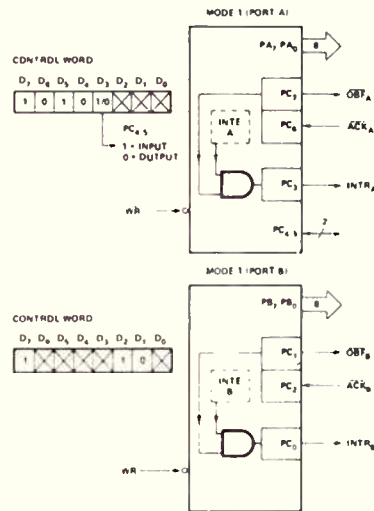 MODE 1 (PORT A)
PA7 PA0
8
CONTROL WORD
D7 D6 D5 D4 D3 D2 D1 D0
1 0 1 0 1/0
PC4 5
1 = INPUT
0 = OUTPUT
PC7
OBFA
INTE
A
PC6
ACKA
PC3
INTRA
WR
PC4 5
2
MODE 1 (PORT B)
PB7 PB0
8
CONTROL WORD
D7 D6 D5 D4 D3 D2 D1 D0
1 1 0
PC1
OBFB
INTE
B
PC2
ACKB
PC0
INTRB
WR